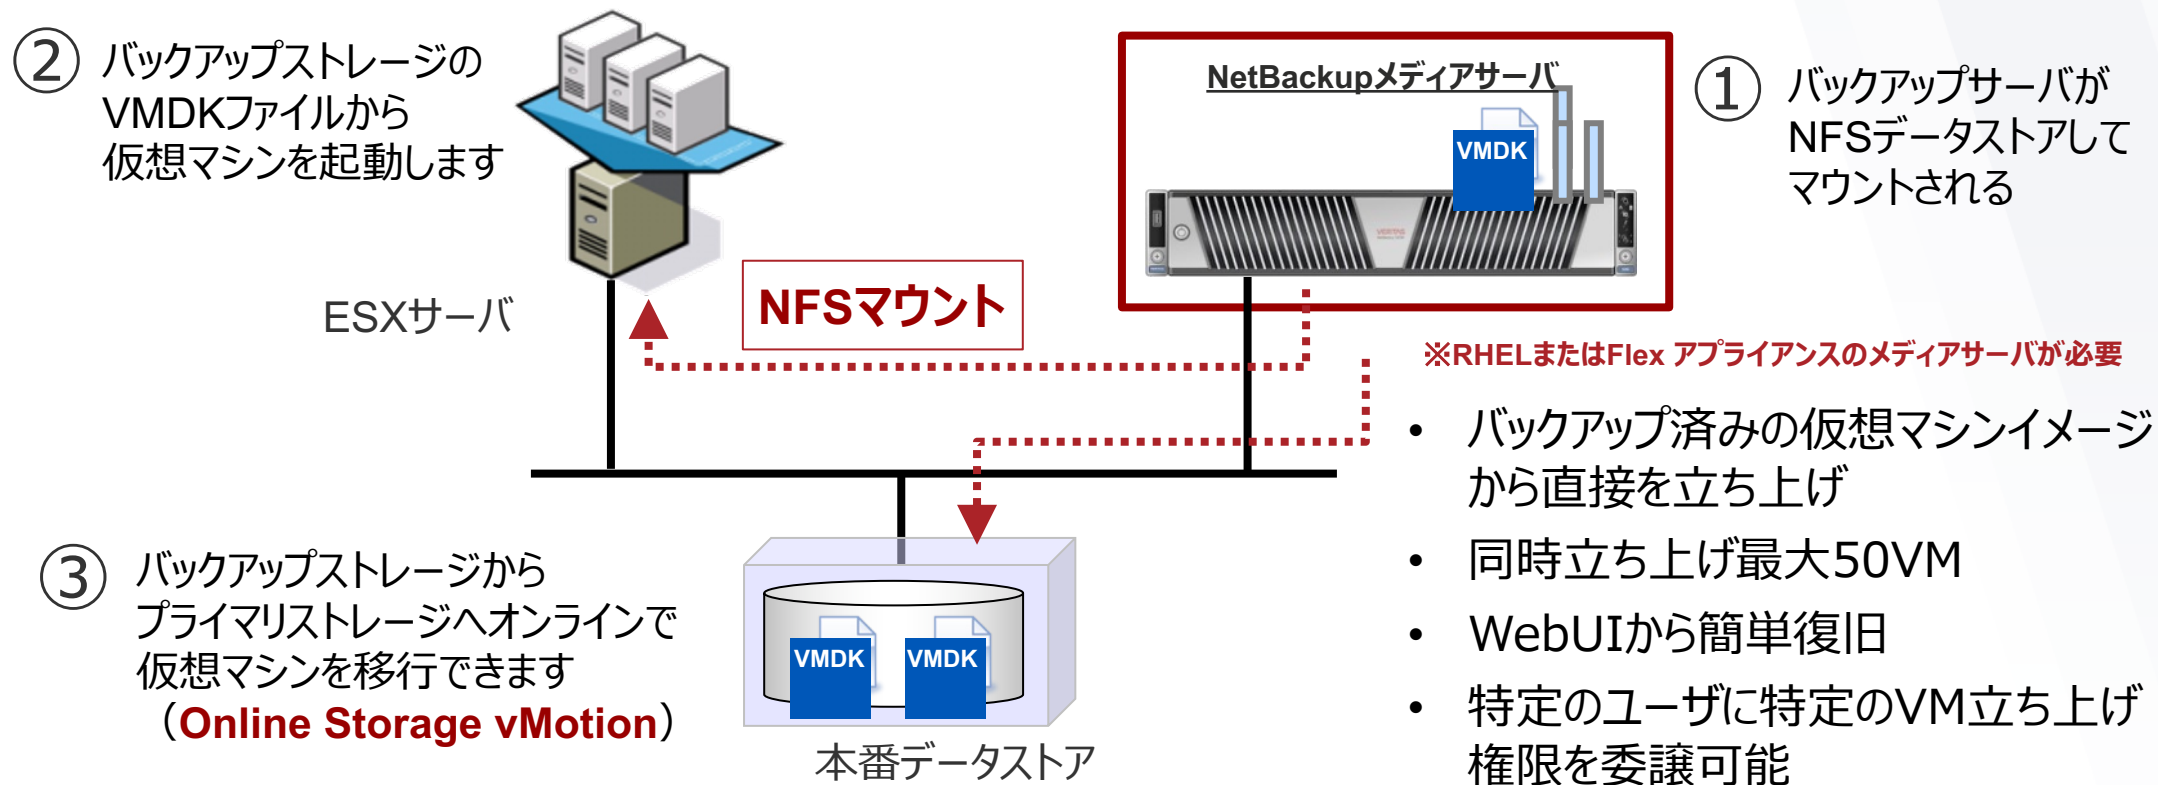 ②
バックアップストレージの
VMDKファイルから
仮想マシンを起動します
NetBackupメディアサーバ
VMDK
VERITAS
①
バックアップサーバが
NFSデータストアして
マウントされる
ESXサーバ
NFSマウント
※RHELまたはFlex アプライアンスのメディアサーバが必要
• バックアップ済みの仮想マシンイメージ
から直接を立ち上げ
• 同時立ち上げ最大50VM
• WebUIから簡単復旧
• 特定のユーザに特定のVM立ち上げ
権限を委譲可能
③
バックアップストレージから
プライマリストレージへオンラインで
仮想マシンを移行できます
（Online Storage vMotion）
VMDK
VMDK
本番データストア